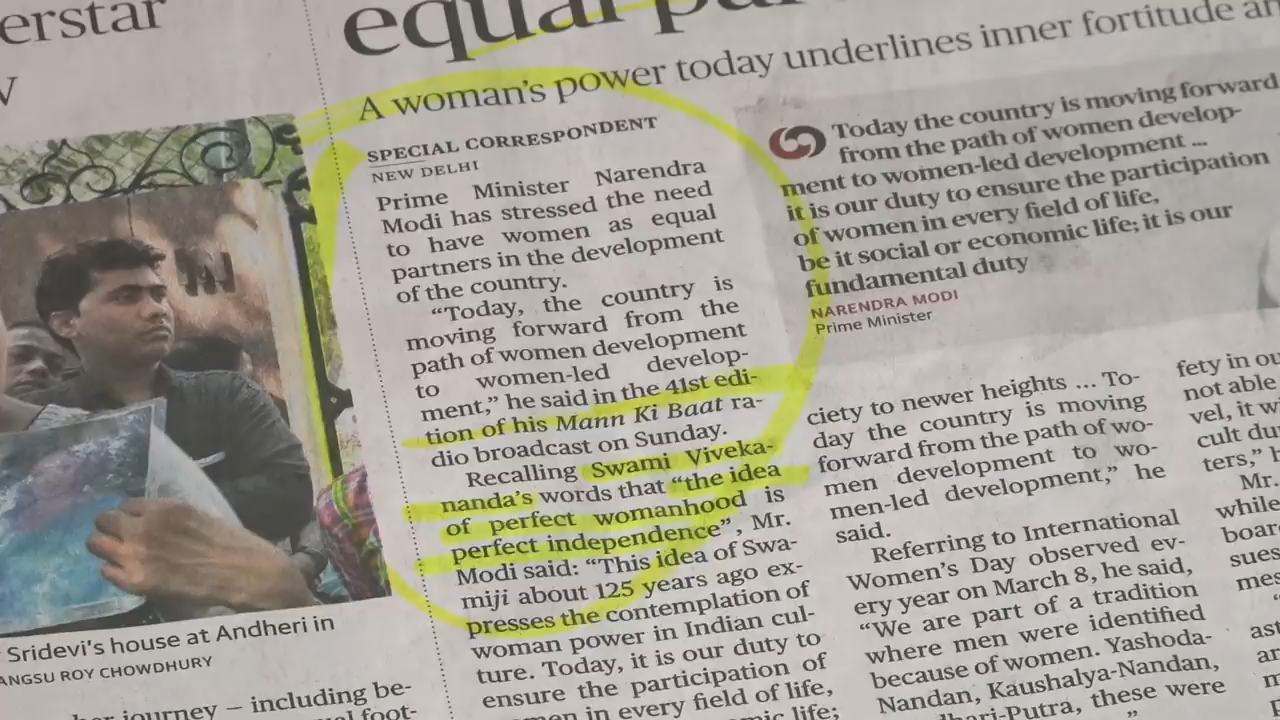 erstar
equal par
A woman's power today underlines inner fortitude an
SPECIAL CORRESPONDENT
NEW DELHI
Prime Minister Narendra
Modi has stressed the need
to have women as equal
partners in the development
of the country.
“Today, the country is
moving forward from the
path of women development
to women-led develop-
ment,” he said in the 41st edi-
tion of his Mann Ki Baat ra-
dio broadcast on Sunday.
Recalling Swami Viveka-
nanda's words that “the idea
of perfect womanhood is
perfect independence”, Mr.
Modi said: “This idea of Swa-
miji about 125 years ago ex-
presses the contemplation of
woman power in Indian cul-
ture. Today, it is our duty to
ensure the participation of
men in every field of life,
mic life;
Today the country is moving forward
from the path of women develop-
ment to women-led development ...
it is our duty to ensure the participation
of women in every field of life,
be it social or economic life; it is our
fundamental duty
NARENDRA MODI
Prime Minister
ciety to newer heights ... To-
day the country is moving
forward from the path of wo-
men development to wo-
men-led development,” he
said.
Referring to International
Women's Day observed ev-
ery year on March 8, he said,
“We are part of a tradition
where men were identified
because of women. Yashoda-
Nandan, Kaushalya-Nandan,
hari-Putra, these were
fety in ou
not able
vel, it wi
cult du
ters,” h
Mr.
while
boar
sues
mes
ast
Sridevi's house at Andheri in
ANGSU ROY CHOWDHURY
her journey – including be-
foot-